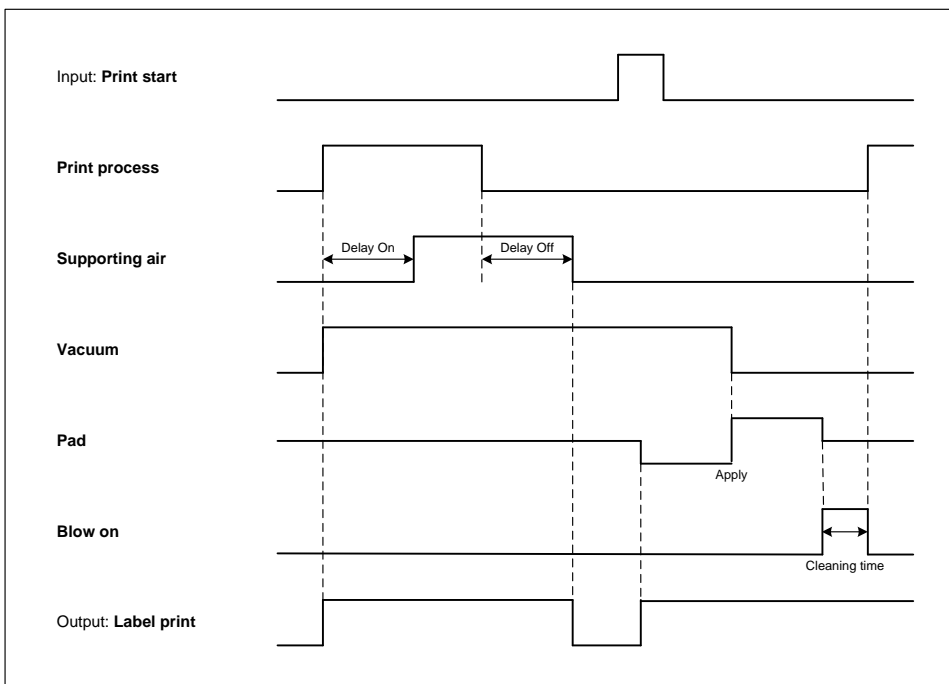 Input: Print start
Print process
Supporting air
Delay On
Delay Off
Vacuum
Pad
Apply
Blow on
Cleaning time
Output: Label print